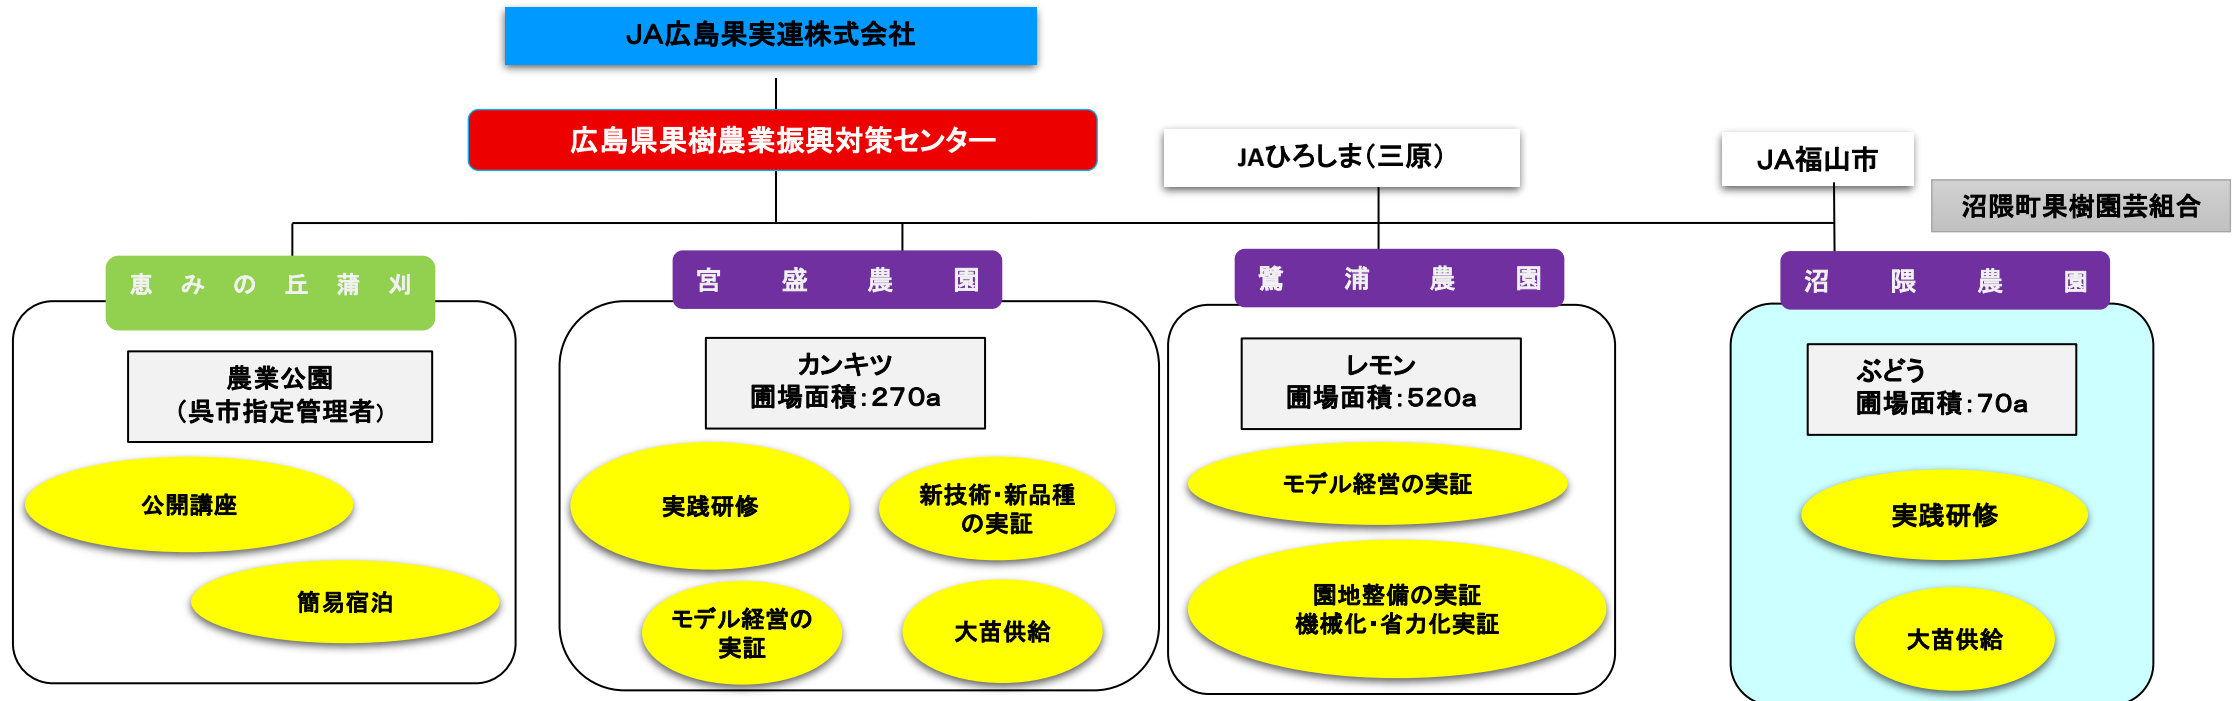 JA広島果実連株式会社
広島県果樹農業振興対策センター
JAひろしま（三原）
JA福山市
沼隈町果樹園芸組合
恵みの丘蒲刈
農業公園
（呉市指定管理者）
公開講座
簡易宿泊
宮盛農園
カンキツ
圃場面積：270a
実践研修
新技術・新品種
の実証
モデル経営の
実証
大苗供給
鷺浦農園
レモン
圃場面積：520a
モデル経営の実証
園地整備の実証
機械化・省力化実証
沼隈農園
ぶどう
圃場面積：70a
実践研修
大苗供給